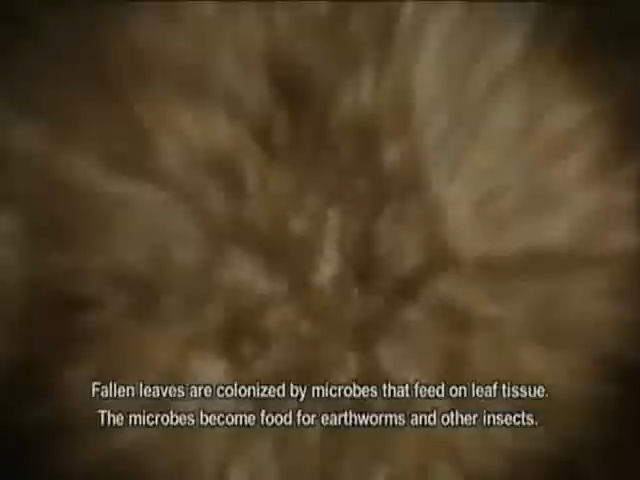 Fallen leaves are colonized by microbes that feed on leaf tissue.
The microbes become food for earthworms and other insects.